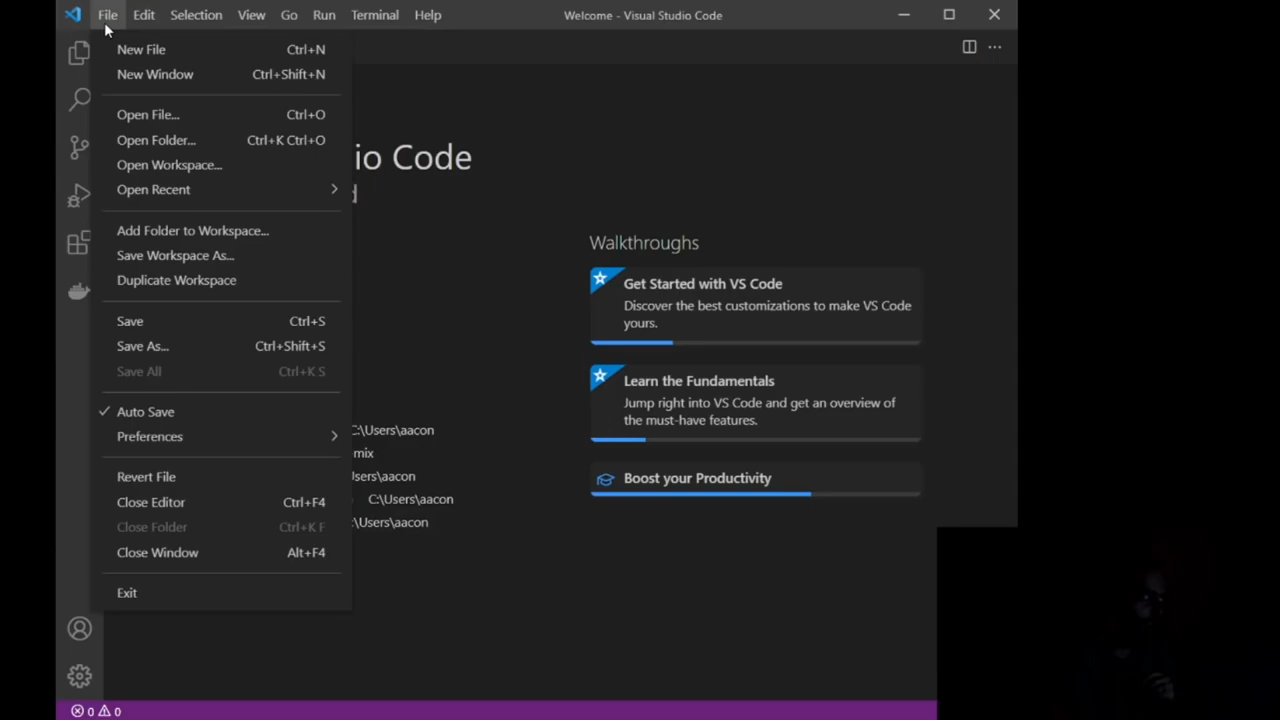 File Edit Selection View Go Run Terminal Help Welcome - Visual Studio Code
New File Ctrl+N
New Window Ctrl+Shift+N
Open File... Ctrl+O
Open Folder... Ctrl+K Ctrl+O
Open Workspace...
Open Recent
Add Folder to Workspace...
Save Workspace As...
Duplicate Workspace
Save Ctrl+S
Save As... Ctrl+Shift+S
Save All Ctrl+K S
Auto Save
Preferences
Revert File
Close Editor Ctrl+F4
Close Folder Ctrl+K F
Close Window Alt+F4
Exit
io Code
d
C:\Users\aacon
mix
sers\aacon
C:\Users\aacon
:\Users\aacon
Walkthroughs
Get Started with VS Code
Discover the best customizations to make VS Code
yours.
Learn the Fundamentals
Jump right into VS Code and get an overview of
the must-have features.
Boost your Productivity
0 0